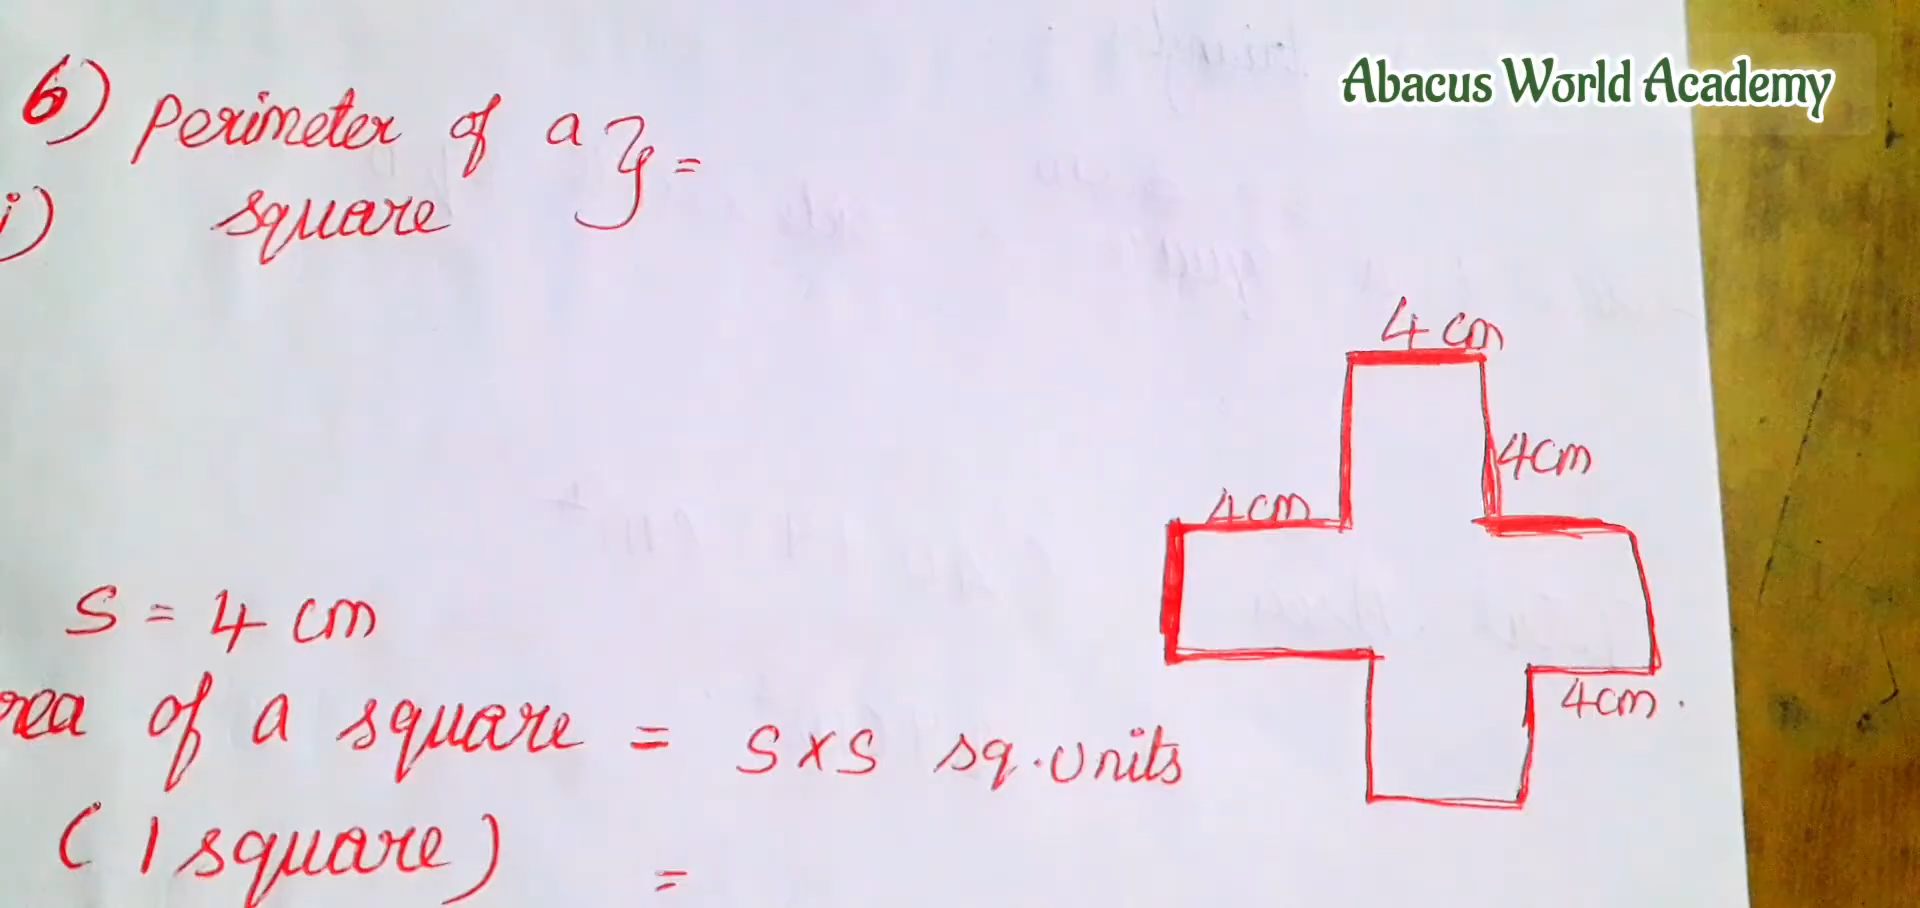 Abacus World Academy
6) Perimeter of a } =
i) square
4 cm
4cm
4cm
S = 4 cm
4cm.
of a square = S x S sq. units
( 1 square) =